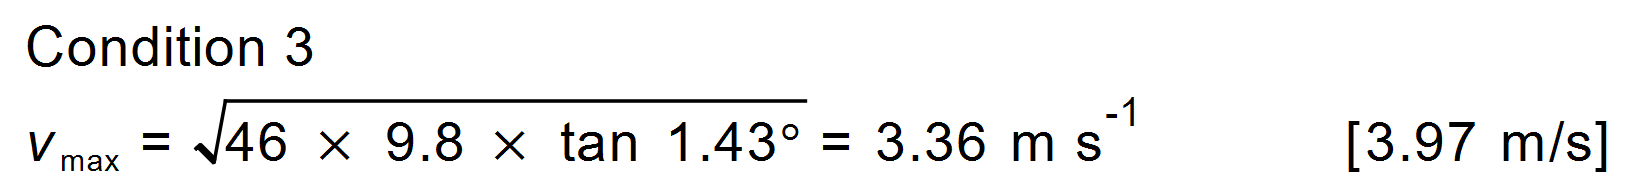 Condition 3
v max = √46 × 9.8 × tan 1.43° = 3.36 m s-1 [3.97 m/s]